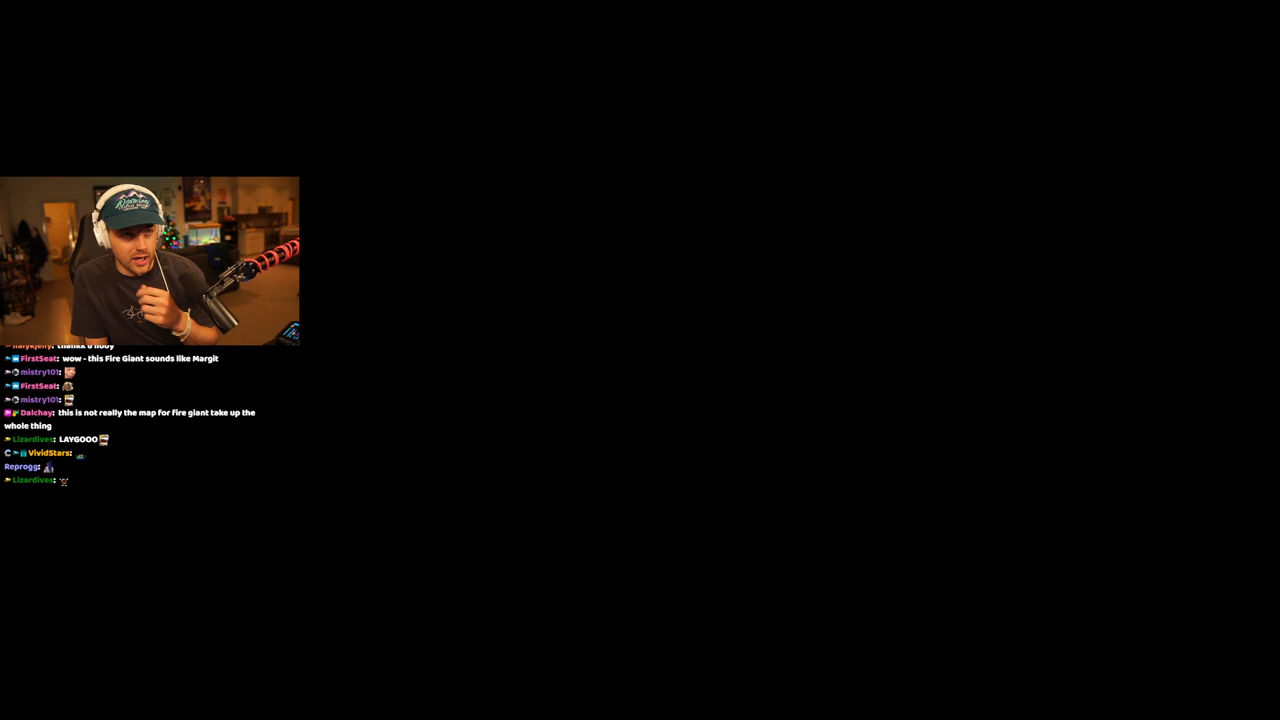 thankk u
FirstSeat: wow - this Fire Giant sounds like Margit
mistry101:
FirstSeat:
mistry101:
Dalchay: this is not really the map for fire giant take up the
whole thing
Lizardives: LAYGOOO
VividStars:
Reprogg:
Lizardives: